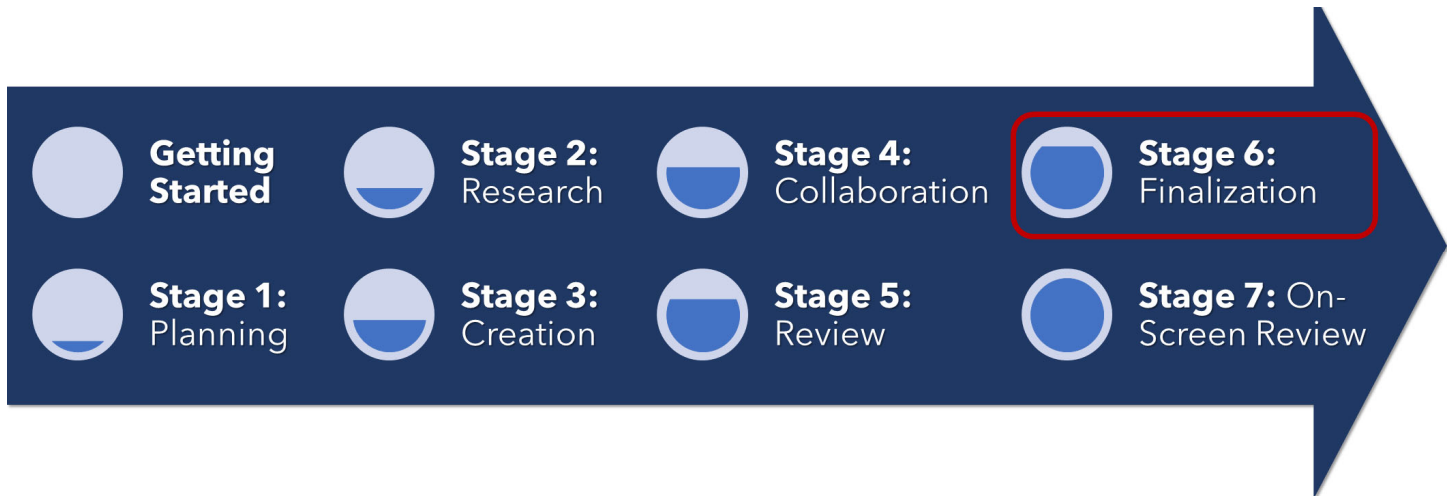 Getting
Started
Stage 1:
Planning
Stage 2:
Research
Stage 3:
Creation
Stage 4:
Collaboration
Stage 5:
Review
Stage 6:
Finalization
Stage 7: On-
Screen Review